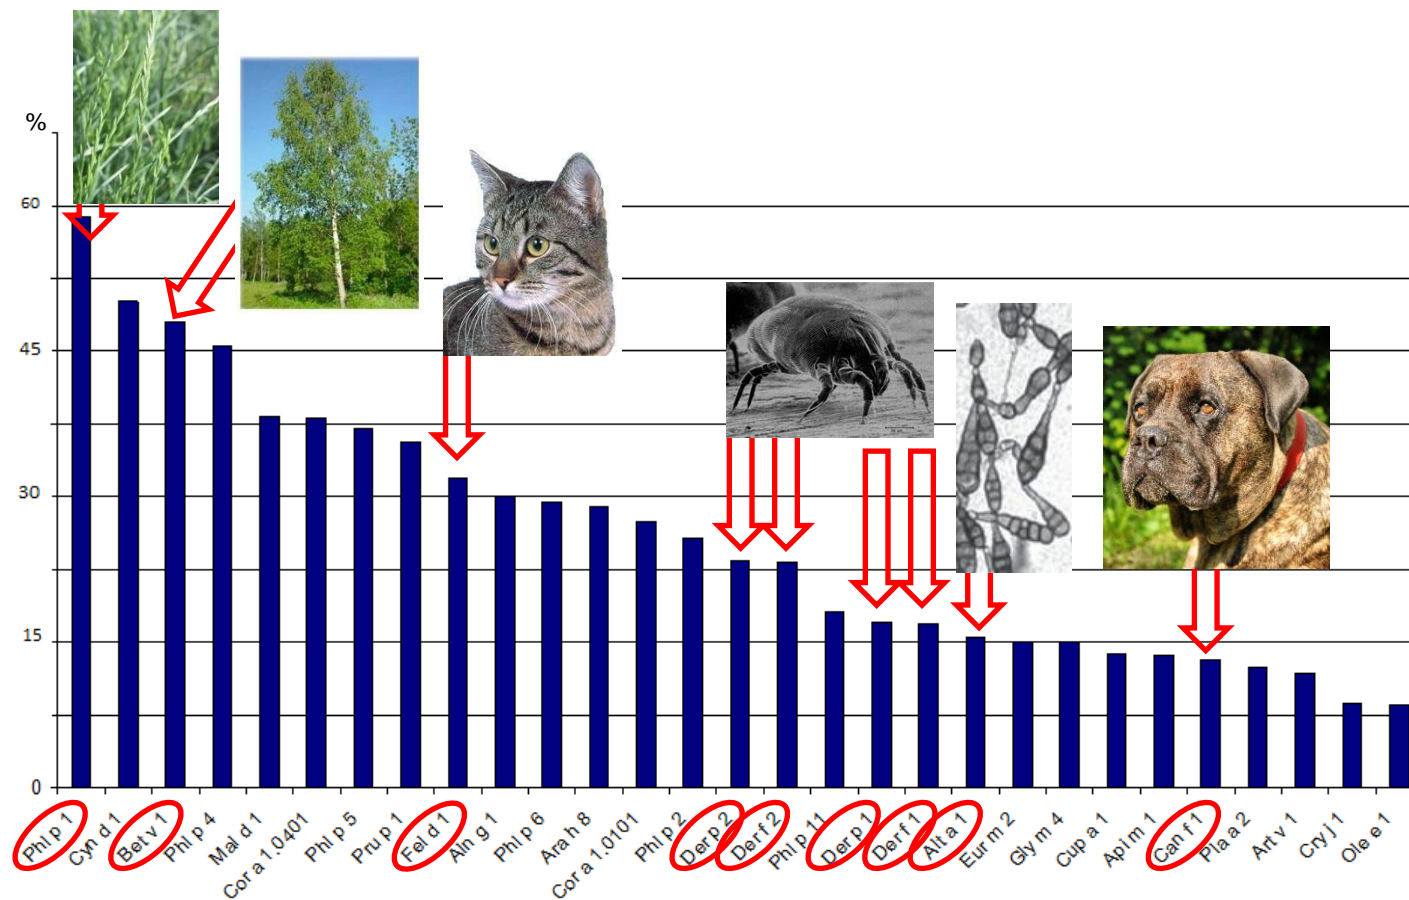 %
60
45
30
15
0
Phl p 1
Cyn d 1
Bet v 1
Phl p 4
Mal d 1
Cor a 1.0401
Phl p 5
Pru p 1
Fel d 1
Aln g 1
Phl p 6
Ara h 8
Cor a 1.0101
Phl p 2
Der p 2
Der f 2
Phl p 11
Der p 1
Der f 1
Alt a 1
Eur m 2
Gly m 4
Cup a 1
Api m 1
Can f 1
Pla a 2
Art v 1
Cry j 1
Ole e 1